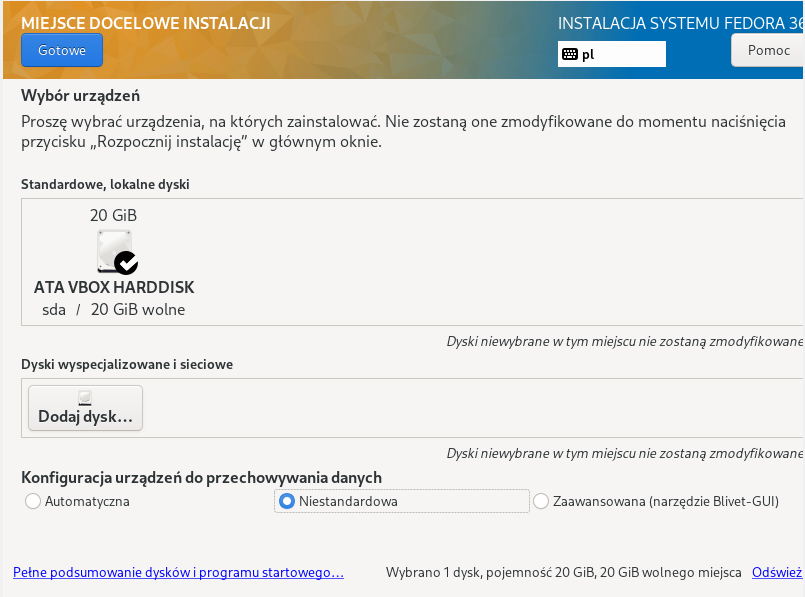 MIEJSCE DOCELOWE INSTALACJI
INSTALACJA SYSTEMU FEDORA 36
Gotowe
pl
Pomoc
Wybór urządzeń
Proszę wybrać urządzenia, na których zainstalować. Nie zostaną one zmodyfikowane do momentu naciśnięcia
przycisku „Rozpocznij instalację” w głównym oknie.
Standardowe, lokalne dyski
20 GiB
ATA VBOX HARDDISK
sda / 20 GiB wolne
Dyski niewybrane w tym miejscu nie zostaną zmodyfikowane
Dyski wyspecjalizowane i sieciowe
Dodaj dysk…
Dyski niewybrane w tym miejscu nie zostaną zmodyfikowane
Konfiguracja urządzeń do przechowywania danych
Automatyczna
Niestandardowa
Zaawansowana (narzędzie Blivet-GUI)
Pełne podsumowanie dysków i programu startowego…
Wybrano 1 dysk, pojemność 20 GiB, 20 GiB wolnego miejsca
Odśwież